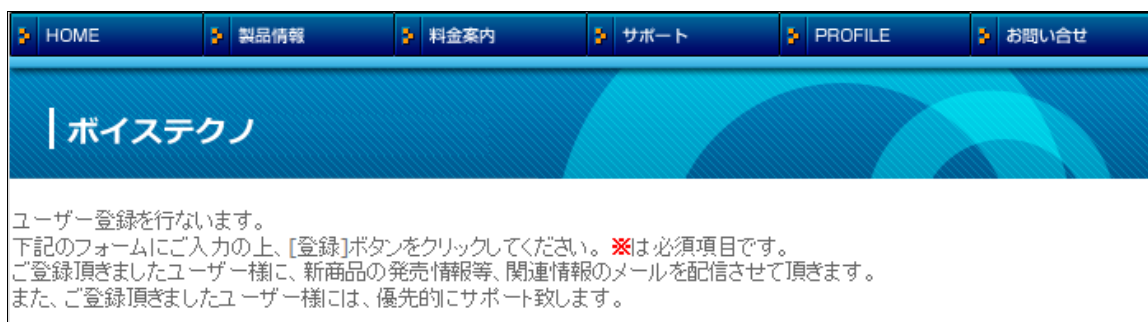 HOME 製品情報 料金案内 サポート PROFILE お問い合せ
ボイステクノ
ユーザー登録を行ないます。
下記のフォームにご入力の上、[登録]ボタンをクリックしてください。※は必須項目です。
ご登録頂きましたユーザー様に、新商品の発売情報等、関連情報のメールを配信させて頂きます。
また、ご登録頂きましたユーザー様には、優先的にサポート致します。